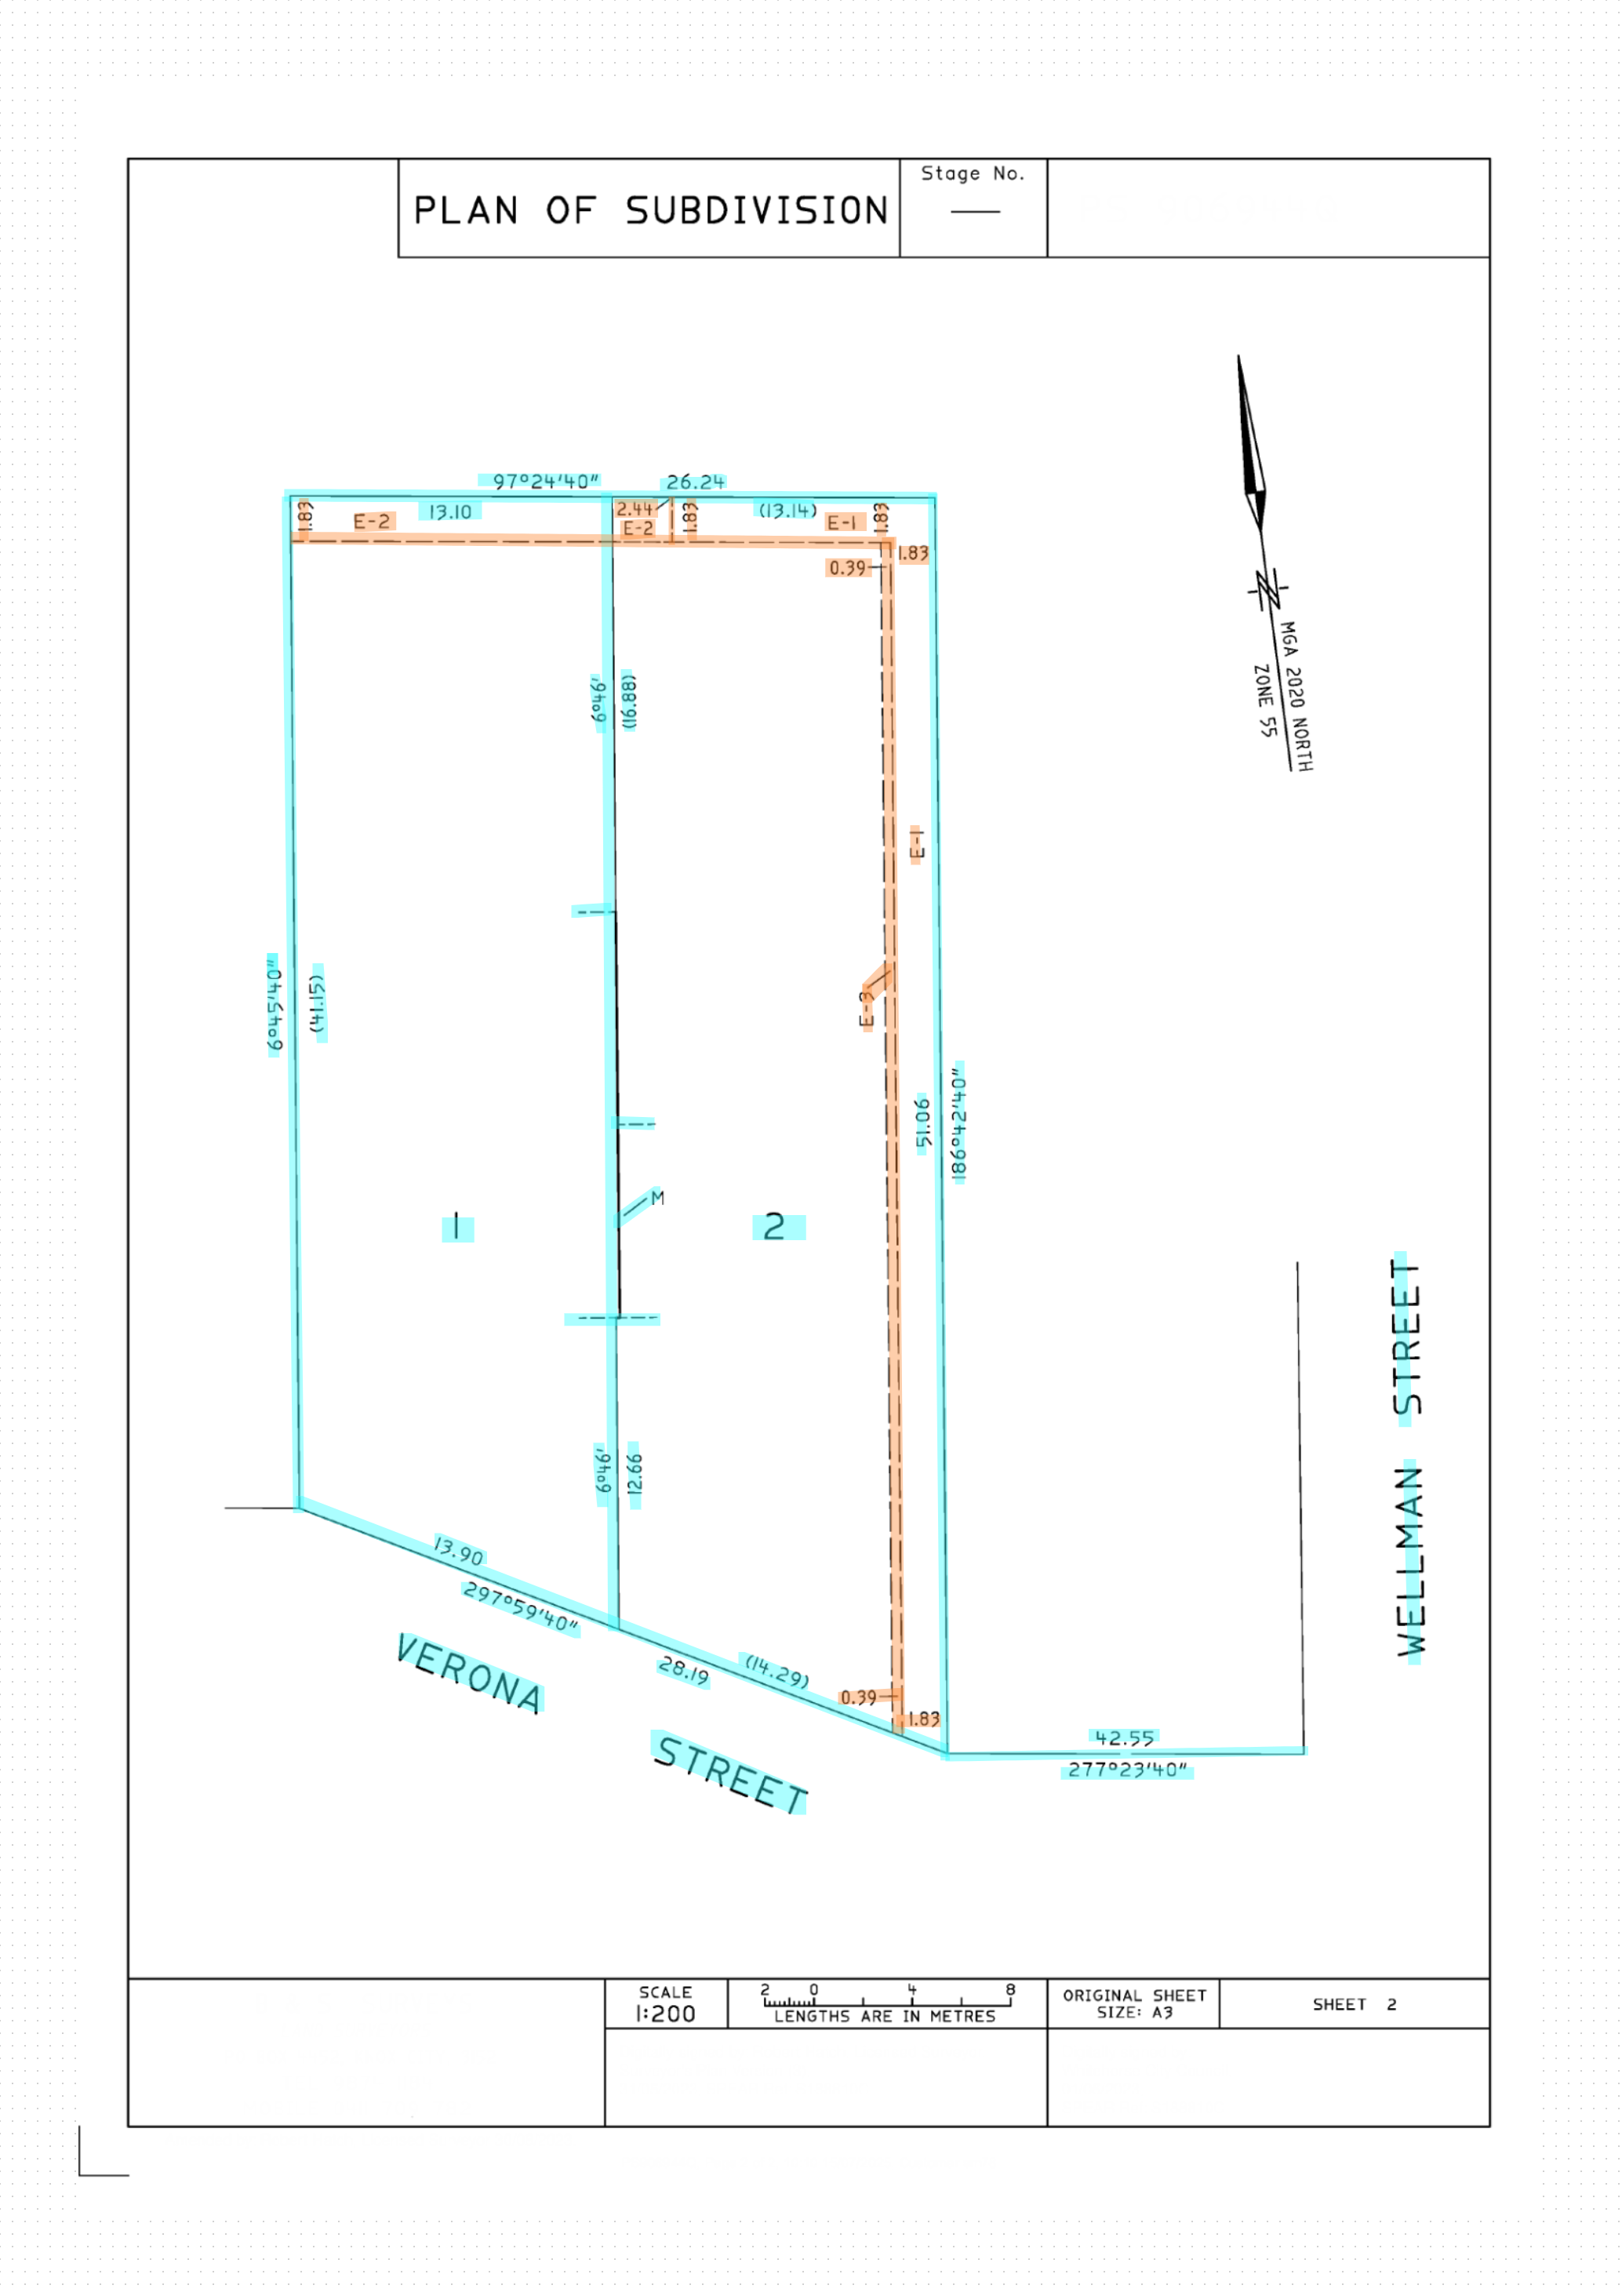 Stage No.
PLAN OF SUBDIVISION
—
97°24'40" 26.24
13.10
(13.14)
1.83
E-2
2.44
E-2
1.83
E-1
1.83
1.83
0.39
MGA 2020 NORTH
ZONE 55
6°46'
(16.88)
E-1
6°45'40"
(41.15)
E-3
51.06
186°42'40"
M
1
2
WELLMAN STREET
6°46'
12.66
13.90
297°59'40"
VERONA STREET
28.19
(14.29)
0.39
1.83
42.55
277°23'40"
SCALE
1:200
2 0 4 8
LENGTHS ARE IN METRES
ORIGINAL SHEET
SIZE: A3
SHEET 2